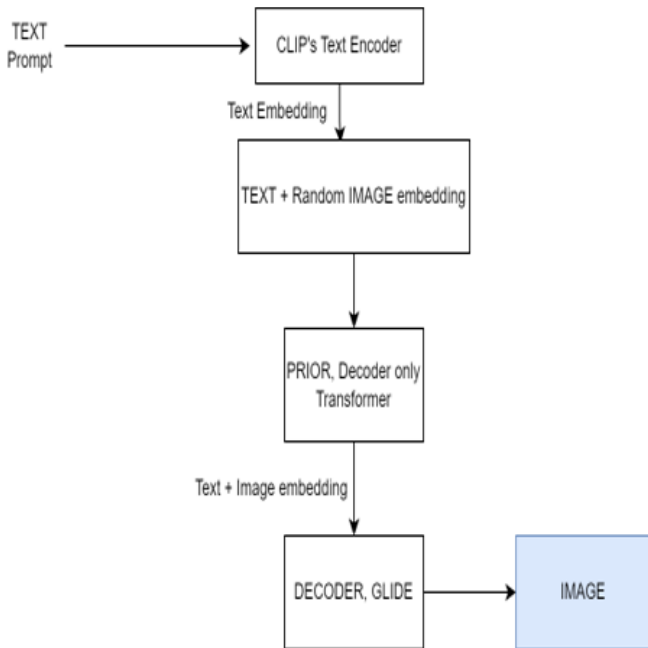 TEXT
Prompt
CLIP's Text Encoder
Text Embedding
TEXT + Random IMAGE embedding
PRIOR, Decoder only
Transformer
Text + Image embedding
DECODER, GLIDE
IMAGE